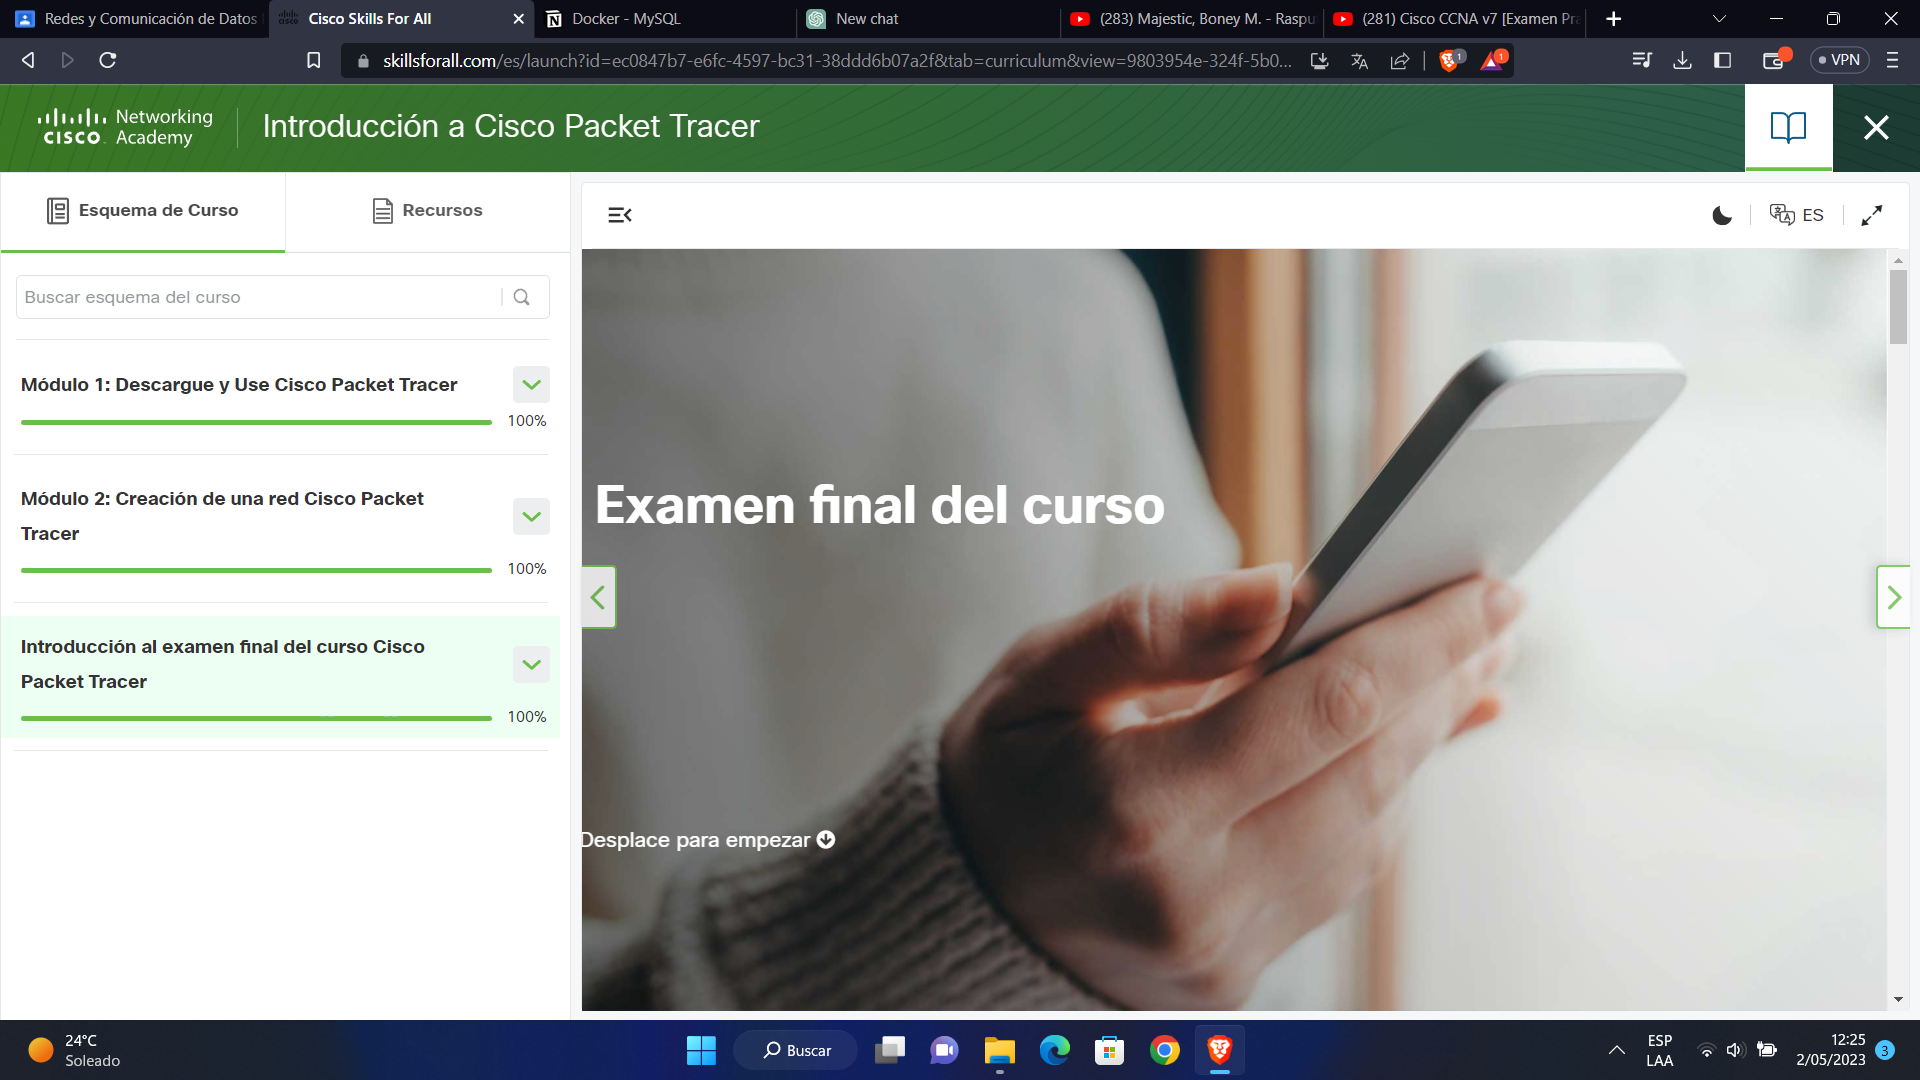 Redes y Comunicación de Datos
Cisco Skills For All
Docker - MySQL
New chat
(283) Majestic, Boney M. - Raspu
(281) Cisco CCNA v7 [Examen Pra
skillsforall.com/es/launch?id=ec0847b7-e6fc-4597-bc31-38ddd6b07a2f&tab=curriculum&view=9803954e-324f-5b0...
1
1
VPN
CISCO
Networking
Academy
Introducción a Cisco Packet Tracer
Esquema de Curso
Recursos
ES
Buscar esquema del curso
Módulo 1: Descargue y Use Cisco Packet Tracer
100%
Módulo 2: Creación de una red Cisco Packet
Tracer
100%
Introducción al examen final del curso Cisco
Packet Tracer
100%
Examen final del curso
Desplace para empezar
24°C
Soleado
Buscar
ESP
LAA
12:25
2/05/2023
3